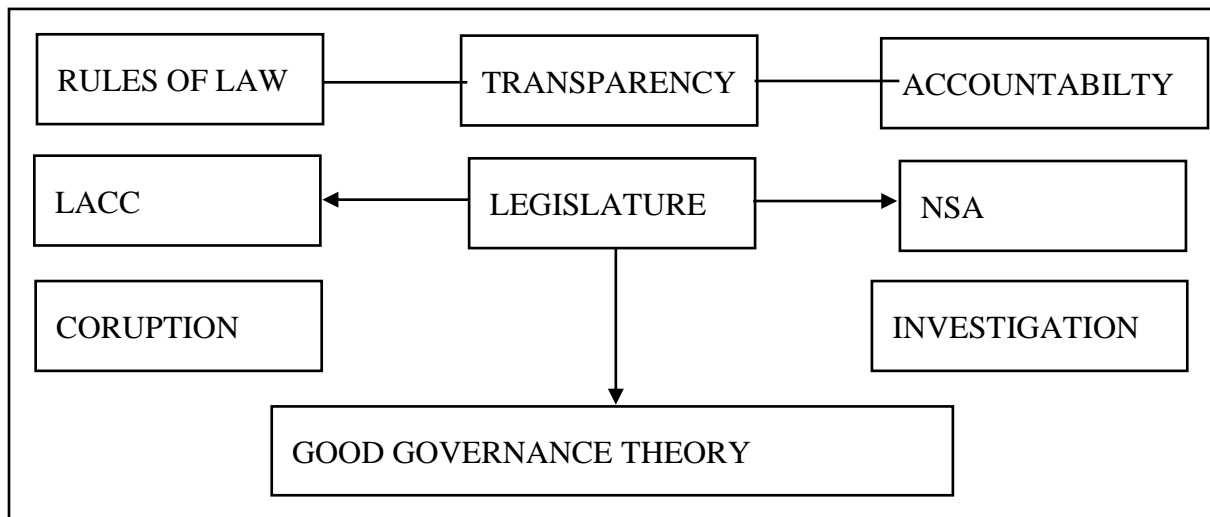 RULES OF LAW
TRANSPARENCY
ACCOUNTABILTY
LACC
LEGISLATURE
NSA
CORUPTION
INVESTIGATION
GOOD GOVERNANCE THEORY